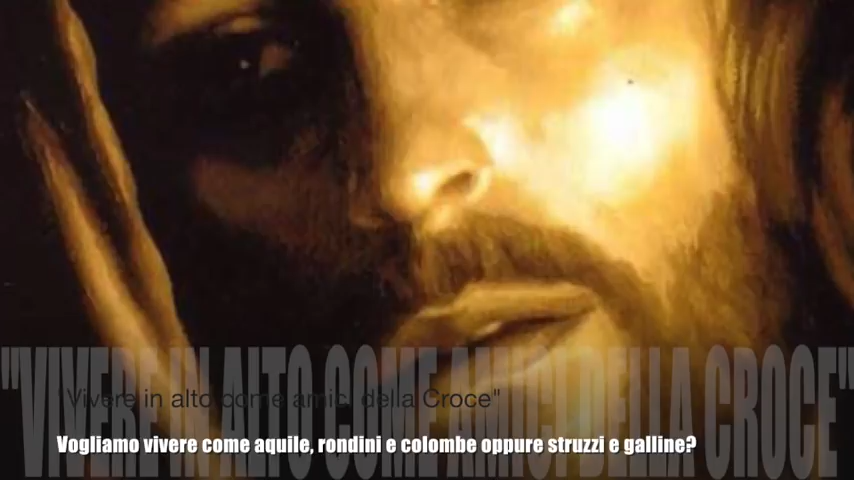 "VIVERE IN ALTO COME AMICI DELLA CROCE"
"Vivere in alto come amici della Croce"
Vogliamo vivere come aquile, rondini e colombe oppure struzzi e galline?